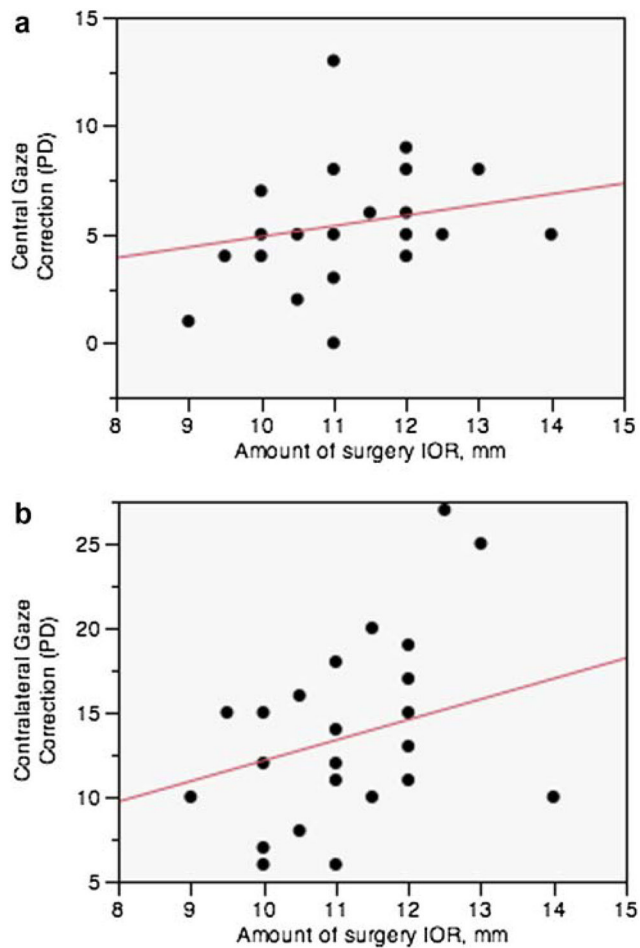 a
15
10
5
0
Central Gaze
Correction (PD)
8 9 10 11 12 13 14 15
Amount of surgery IOR, mm
b
25
20
15
10
5
Contralateral Gaze
Correction (PD)
8 9 10 11 12 13 14 15
Amount of surgery IOR, mm